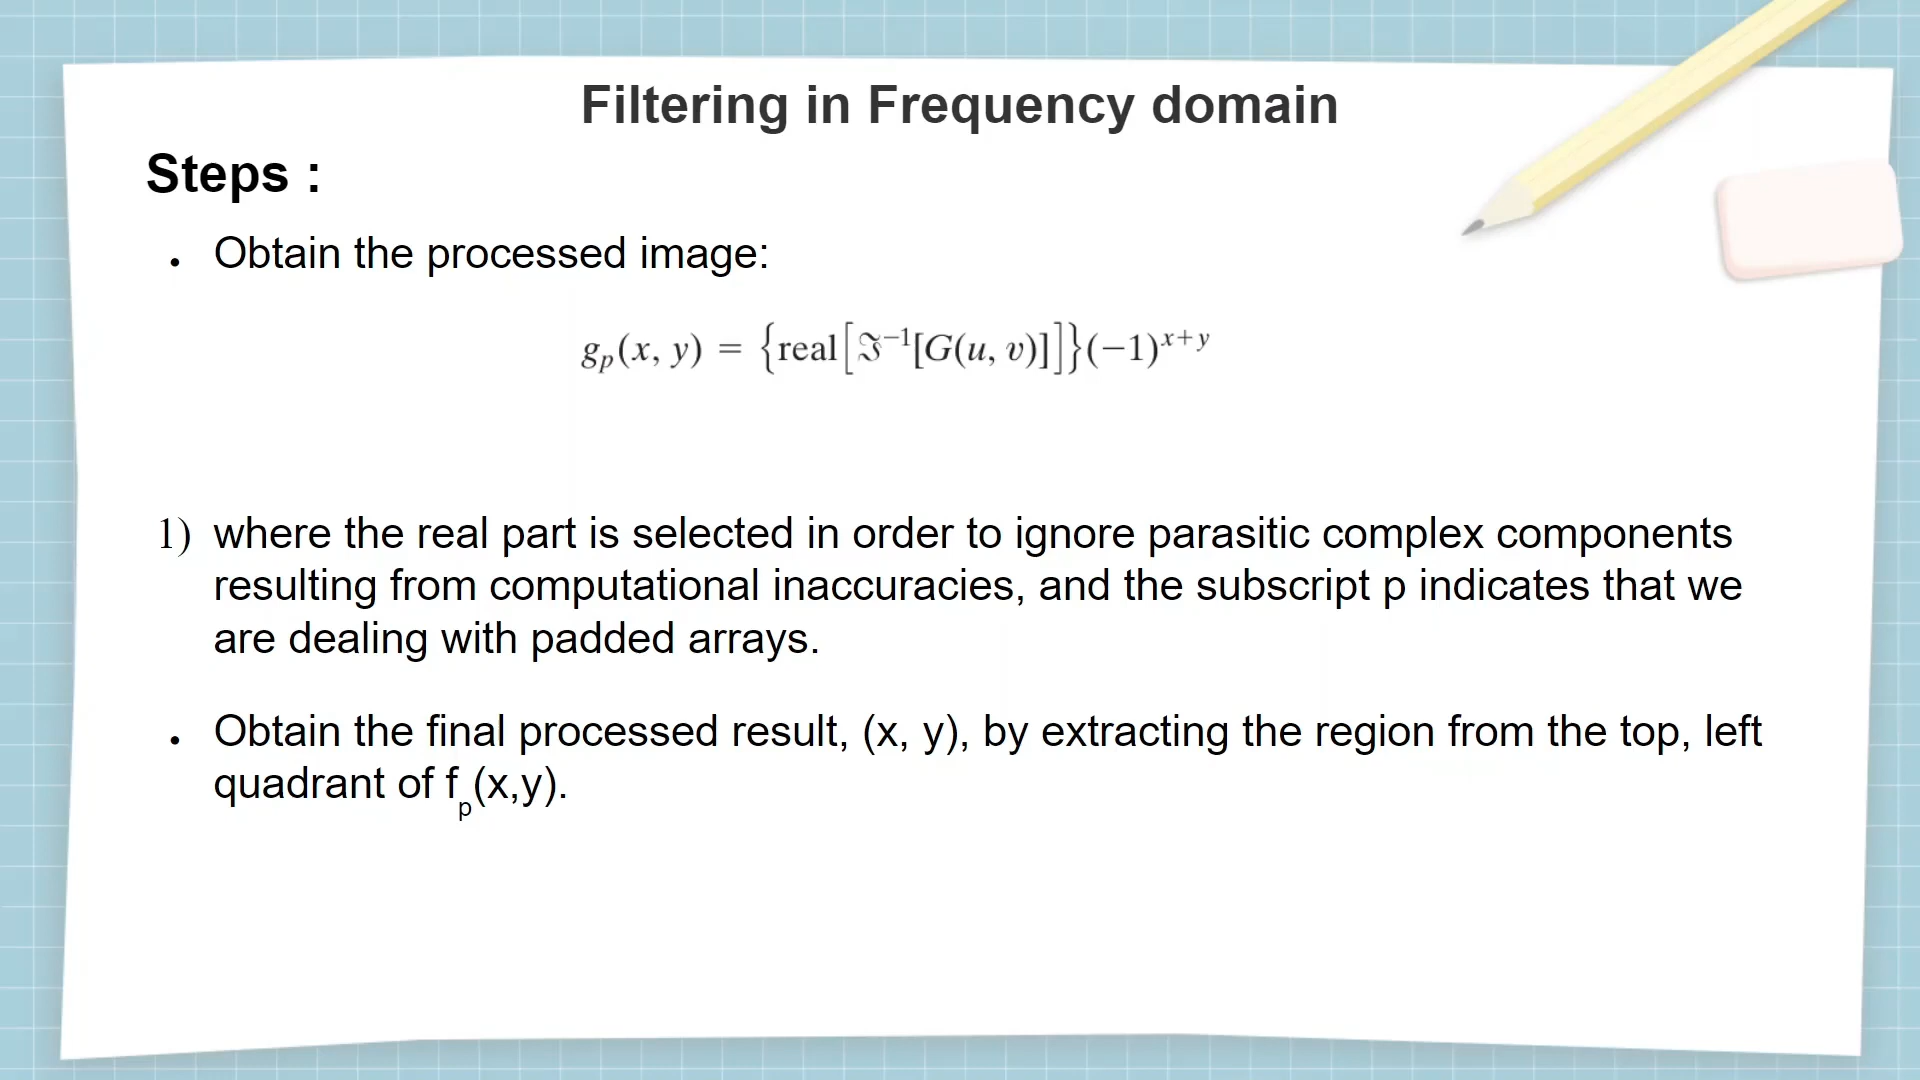 Filtering in Frequency domain
Steps :
• Obtain the processed image:
gₚ(x, y) = {real[ℑ⁻¹[G(u, v)]]}(−1)ˣ⁺ʸ
1) where the real part is selected in order to ignore parasitic complex components
resulting from computational inaccuracies, and the subscript p indicates that we
are dealing with padded arrays.
• Obtain the final processed result, (x, y), by extracting the region from the top, left
quadrant of fₚ(x,y).